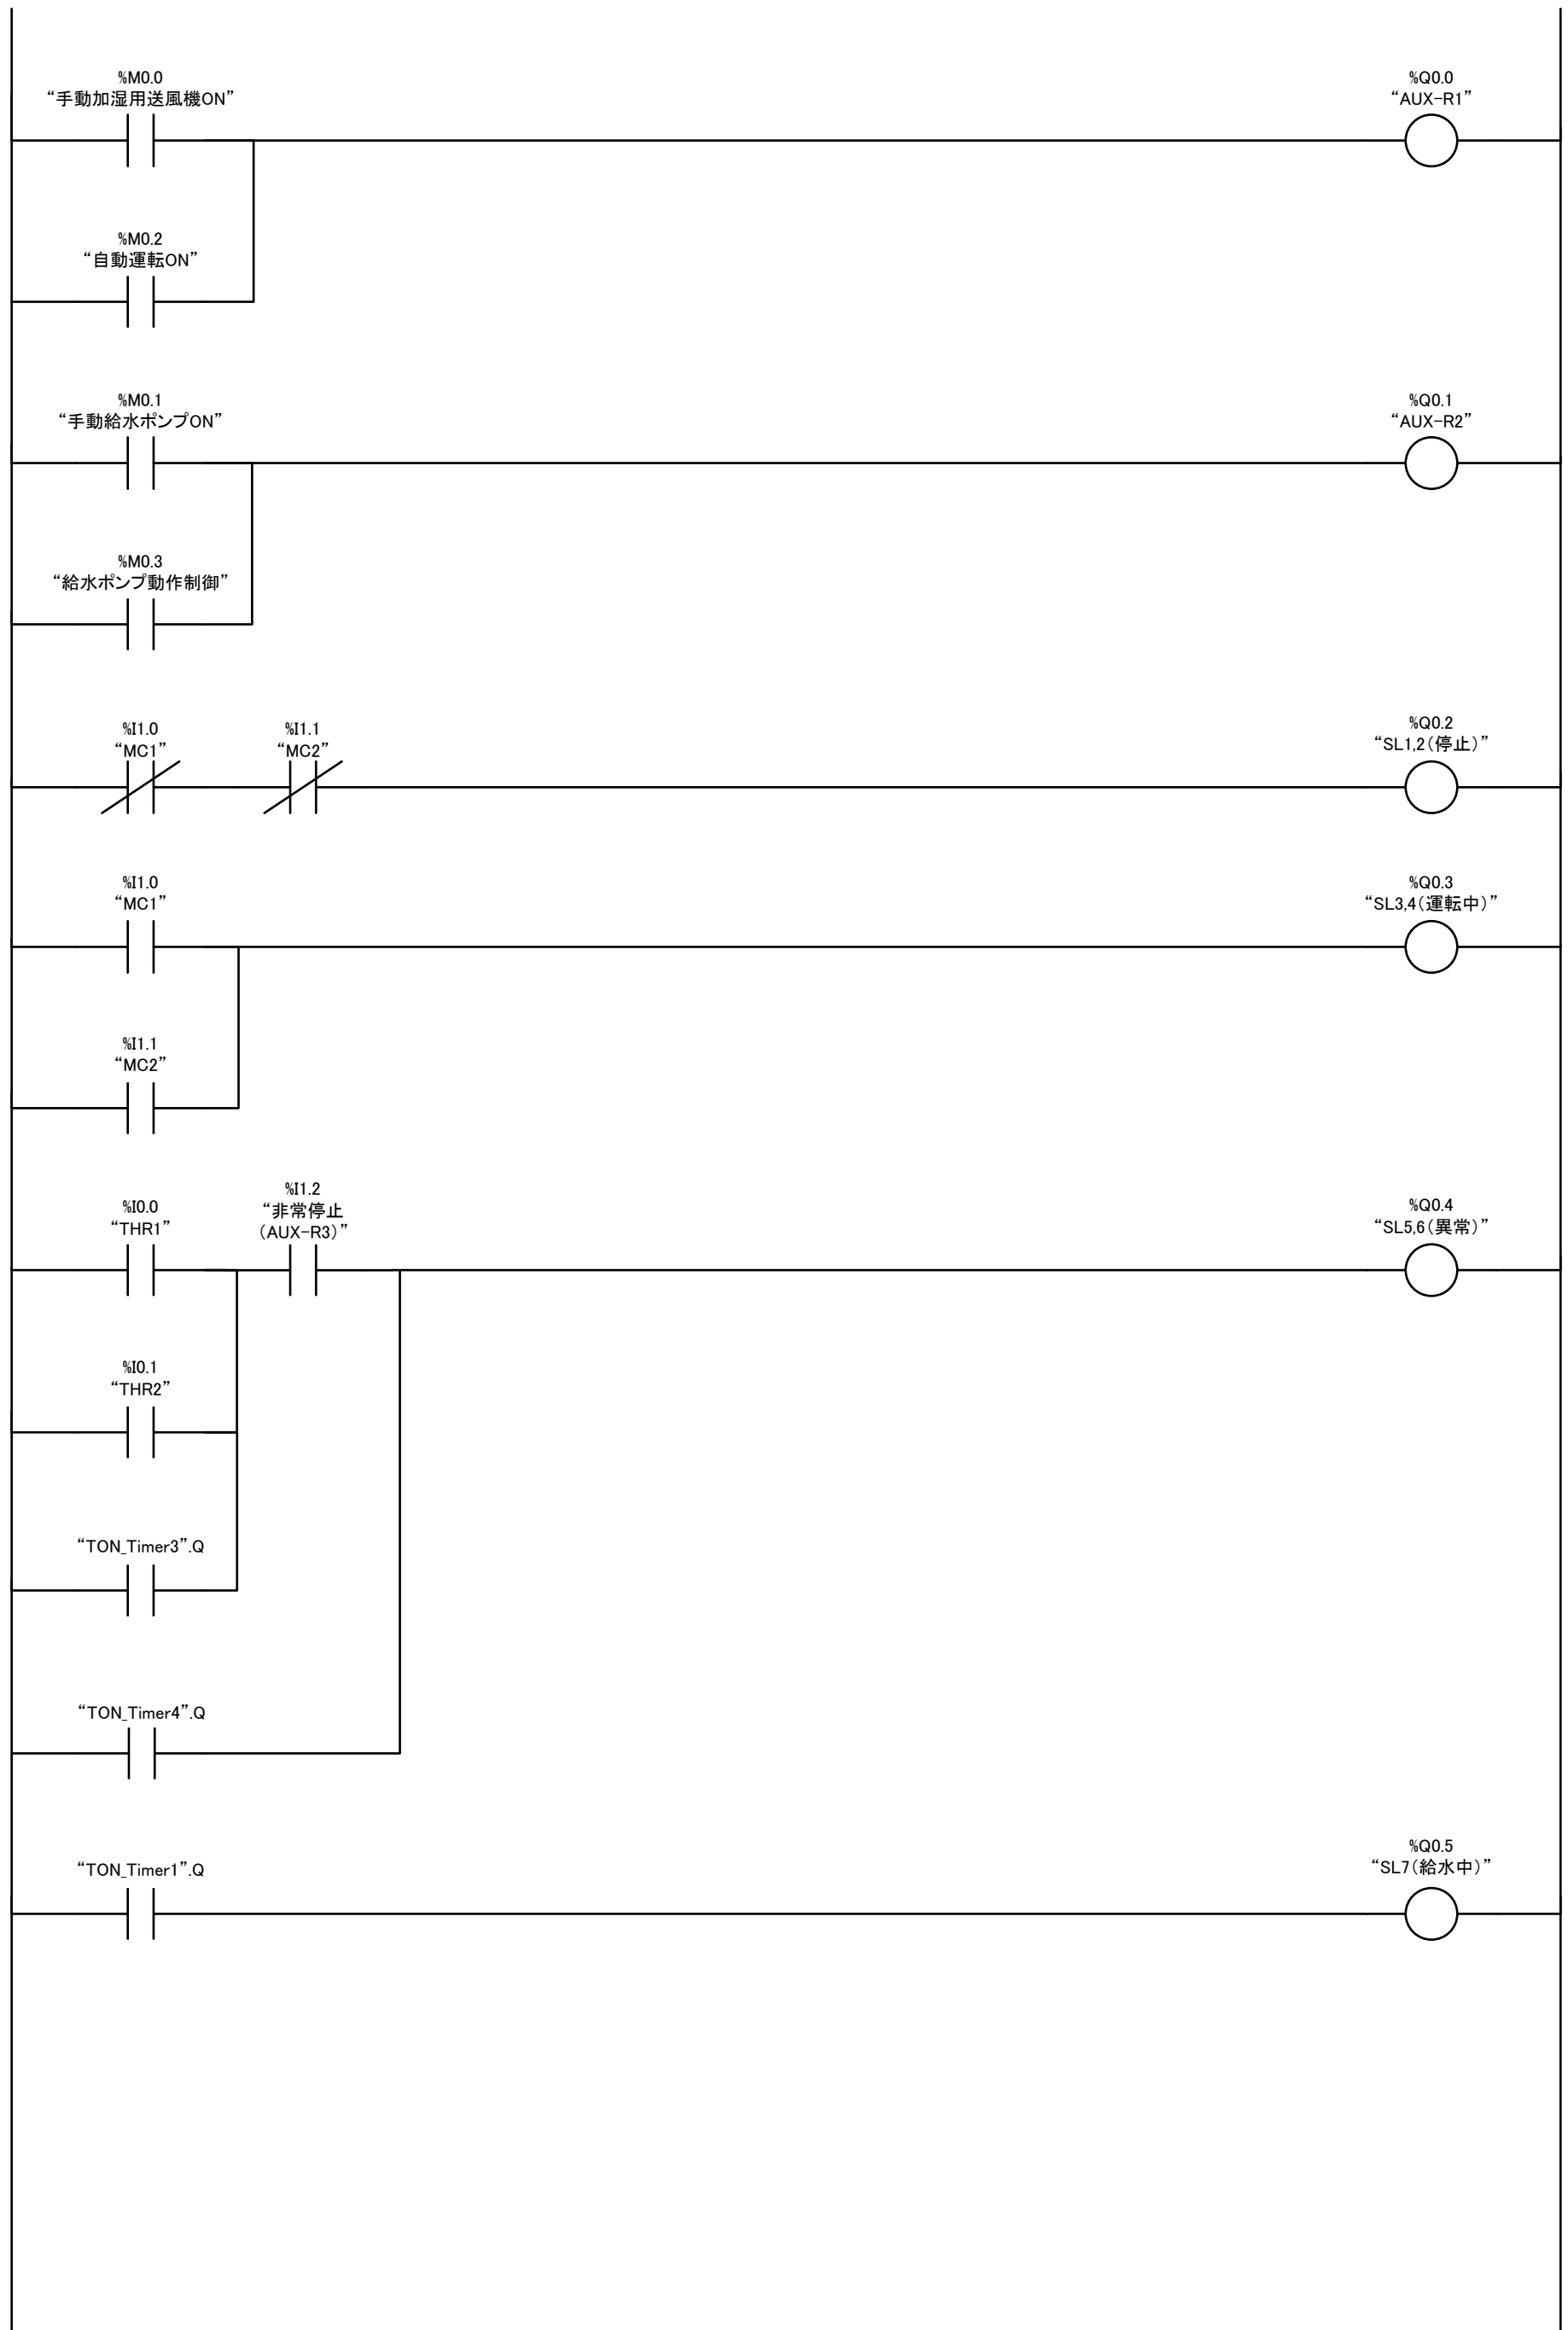 %M0.0
“手動加湿用送風機ON”
%Q0.0
“AUX-R1”
%M0.2
“自動運転ON”
%M0.1
“手動給水ポンプON”
%Q0.1
“AUX-R2”
%M0.3
“給水ポンプ動作制御”
%I1.0
“MC1”
%I1.1
“MC2”
%Q0.2
“SL1,2（停止）”
%I1.0
“MC1”
%Q0.3
“SL3,4（運転中）”
%I1.1
“MC2”
%I0.0
“THR1”
%I1.2
“非常停止
（AUX-R3）”
%Q0.4
“SL5,6（異常）”
%I0.1
“THR2”
“TON_Timer3”.Q
“TON_Timer4”.Q
“TON_Timer1”.Q
%Q0.5
“SL7（給水中）”